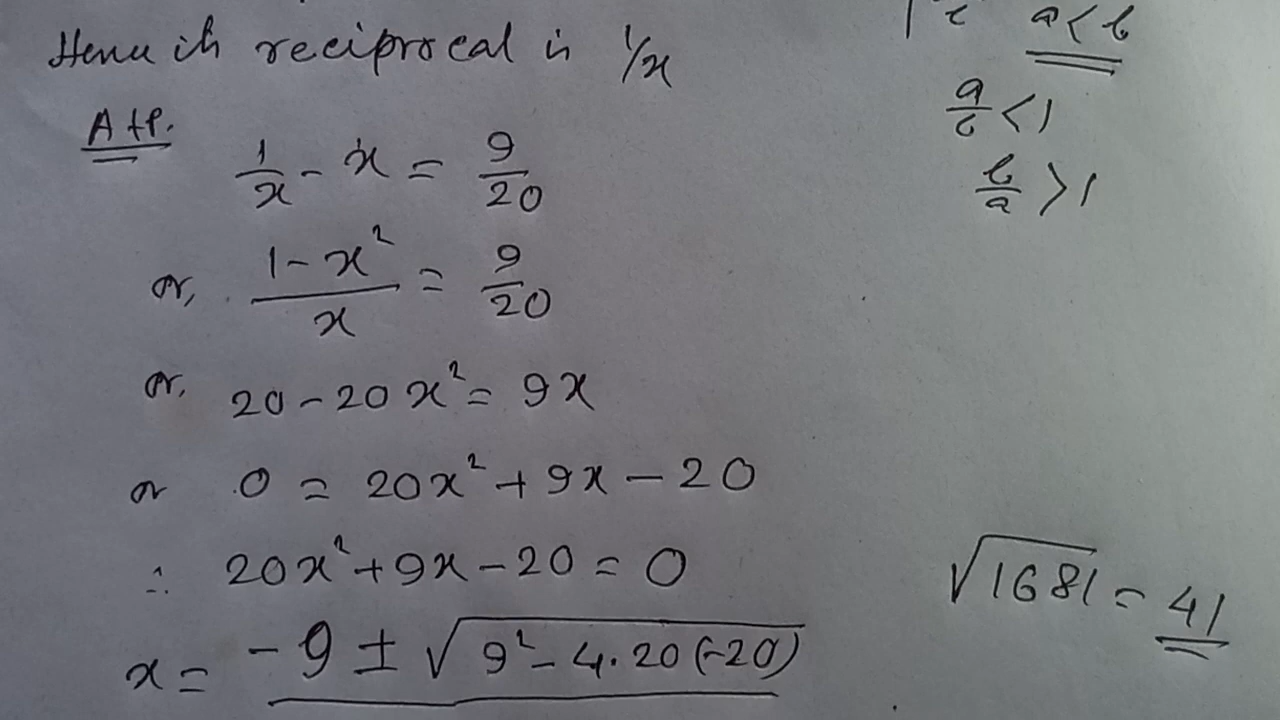 Hence its reciprocal is 1/x
A+P.
1/x - x = 9/20
or, (1 - x²)/x = 9/20
or, 20 - 20x² = 9x
or 0 = 20x² + 9x - 20
∴ 20x² + 9x - 20 = 0
x = -9 ± √(9² - 4·20(-20))
a < b
a/b < 1
b/a > 1
√1681 = 41